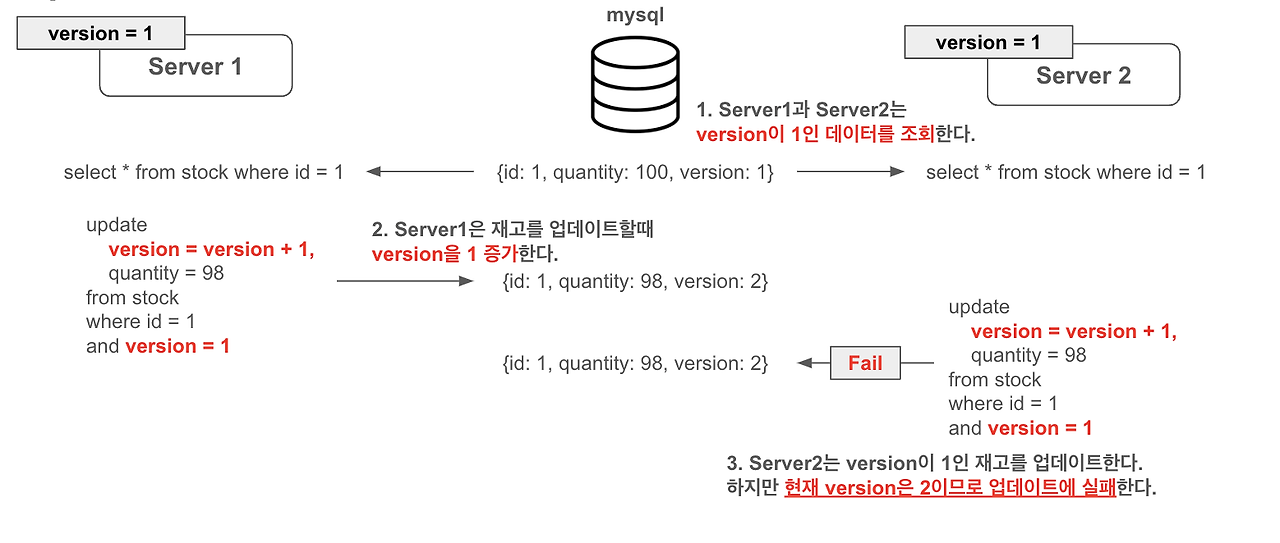 mysql
version = 1
Server 1
version = 1
Server 2
1. Server1과 Server2는
version이 1인 데이터를 조회한다.
select * from stock where id = 1
{id: 1, quantity: 100, version: 1}
select * from stock where id = 1
update
version = version + 1,
quantity = 98
from stock
where id = 1
and version = 1
2. Server1은 재고를 업데이트할때
version을 1 증가한다.
{id: 1, quantity: 98, version: 2}
{id: 1, quantity: 98, version: 2}
Fail
update
version = version + 1,
quantity = 98
from stock
where id = 1
and version = 1
3. Server2는 version이 1인 재고를 업데이트한다.
하지만 현재 version은 2이므로 업데이트에 실패한다.